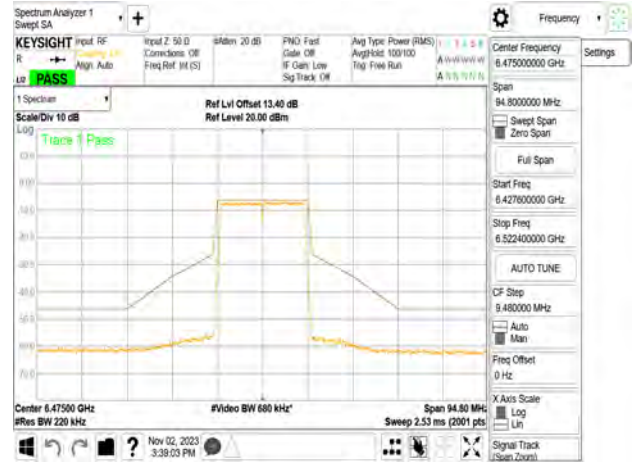 Spectrum Analyzer 1
Swept SA
+
Frequency
KEYSIGHT
Input: RF
Align: Auto
Input Z: 50 Ω
Corrections: Off
Freq Ref: Int (S)
#Atten: 20 dB
PNO: Fast
Gate: Off
IF Gain: Low
Sig Track: Off
Avg Type: Power (RMS)
Avg|Hold: 100/100
Trig: Free Run
R
PASS
1 Spectrum
Scale/Div 10 dB
Ref Lvl Offset 13.40 dB
Ref Level 20.00 dBm
Log
Trace 1 Pass
Center 6.47500 GHz
#Res BW 220 kHz
#Video BW 680 kHz*
Span 94.80 MHz
Sweep 2.53 ms (2001 pts)
Nov 02, 2023
3:39:03 PM
?
Center Frequency
6.475000000 GHz
Settings
Span
94.8000000 MHz
Swept Span
Zero Span
Full Span
Start Freq
6.427600000 GHz
Stop Freq
6.522400000 GHz
AUTO TUNE
CF Step
9.480000 MHz
Auto
Man
Freq Offset
0 Hz
X Axis Scale
Log
Lin
Signal Track
(Span Zoom)